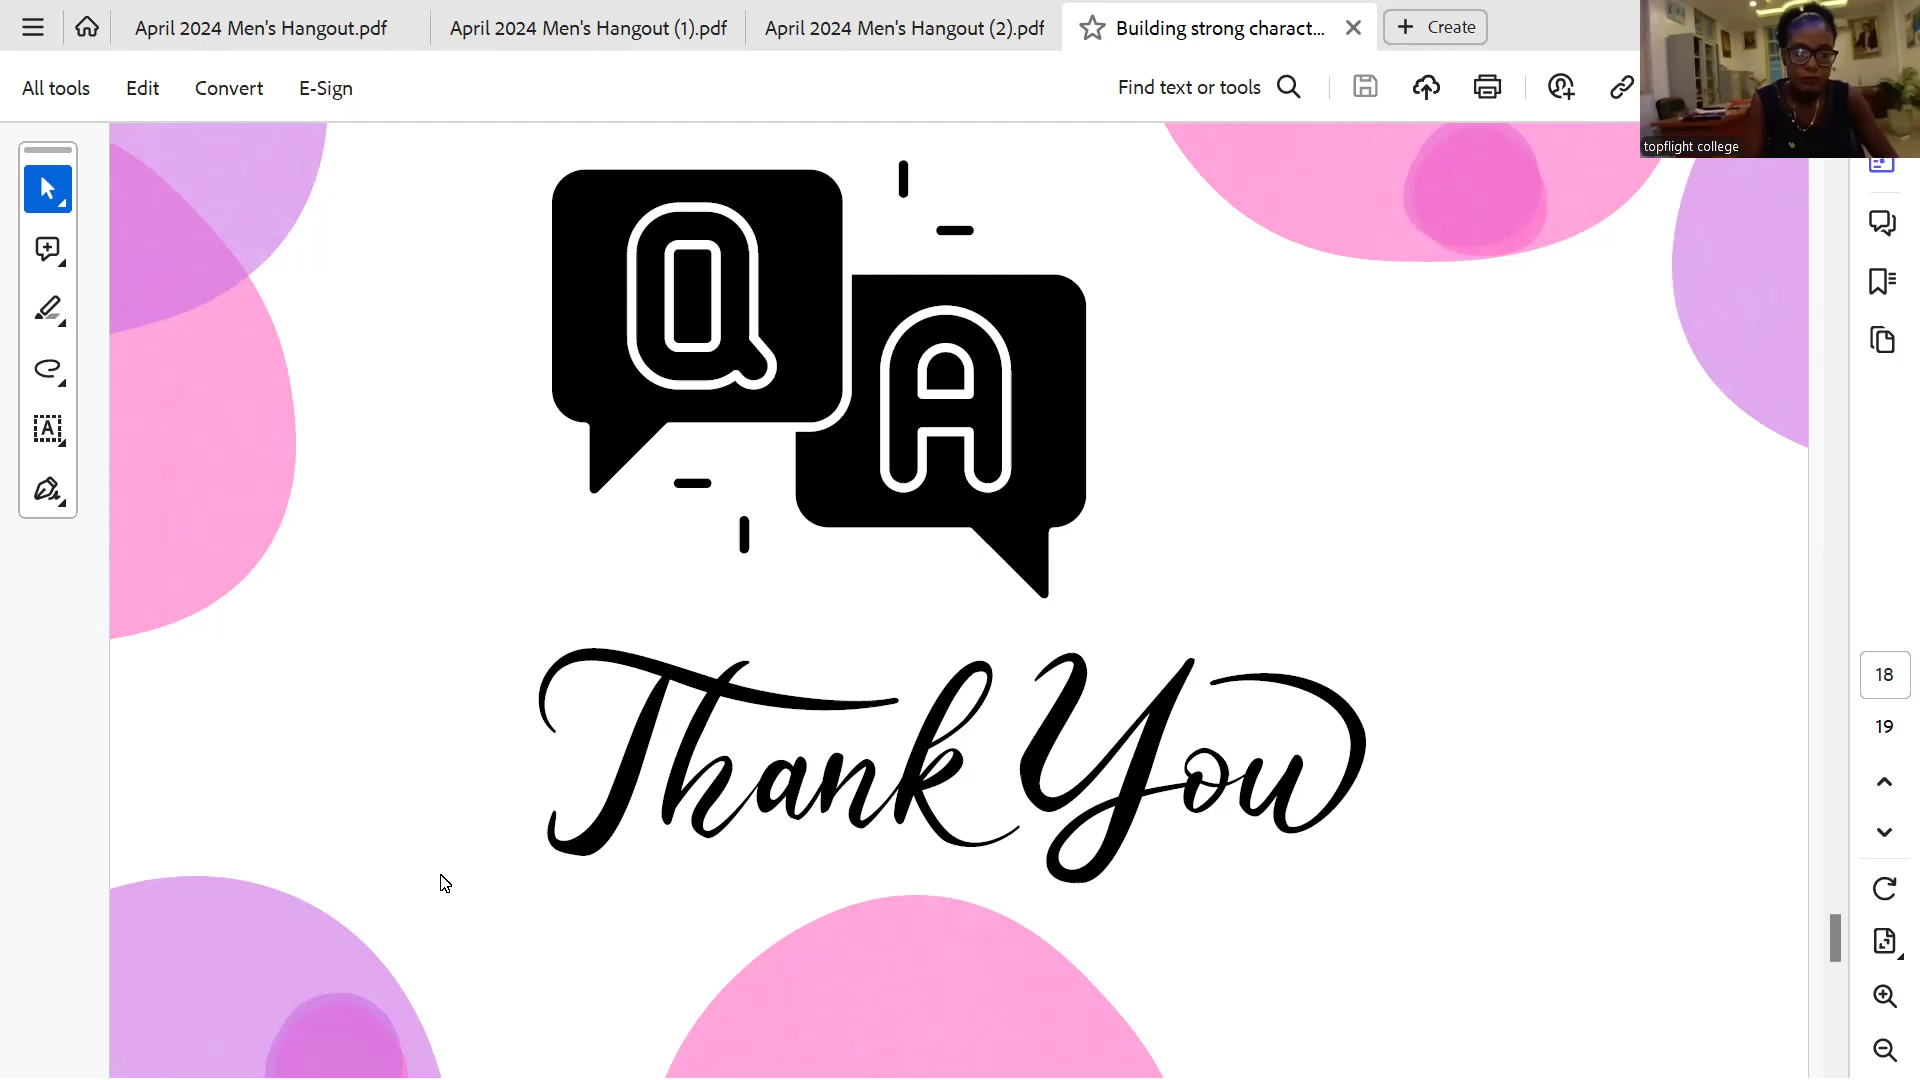 April 2024 Men's Hangout.pdf
April 2024 Men's Hangout (1).pdf
April 2024 Men's Hangout (2).pdf
Building strong charact...
Create
All tools
Edit
Convert
E-Sign
Find text or tools
topflight college
Q
A
Thank You
18
19